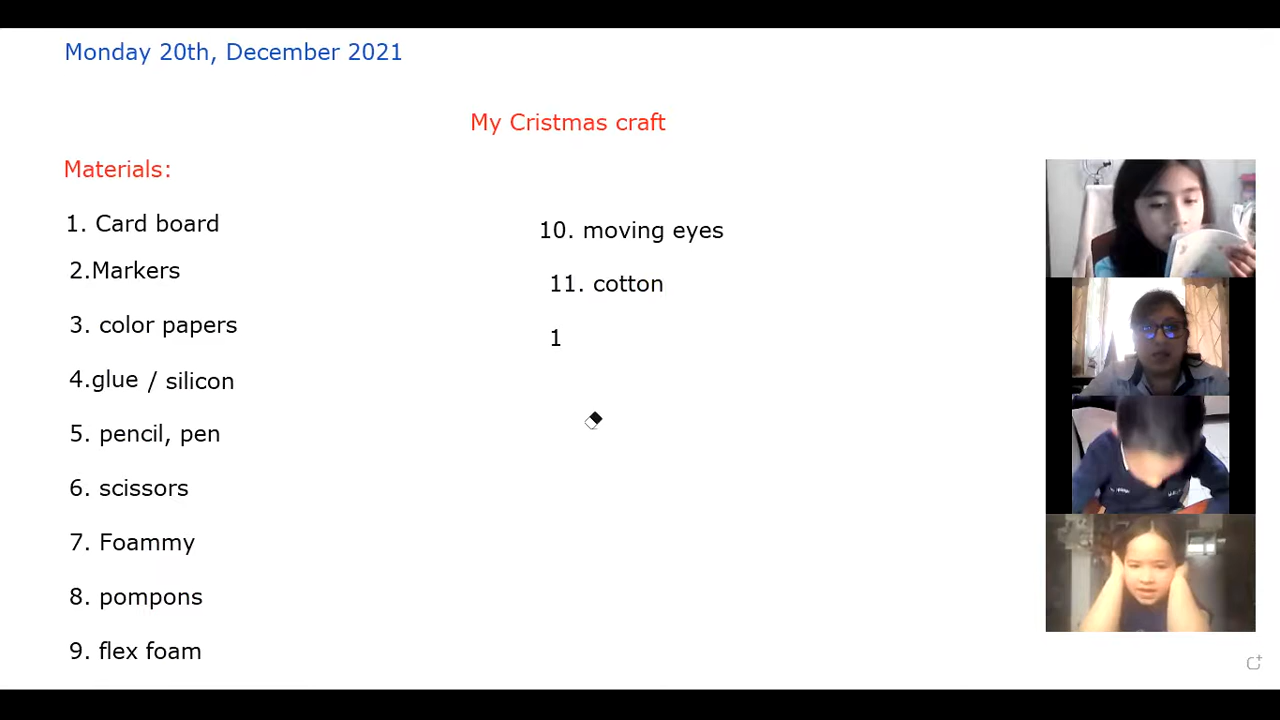 Monday 20th, December 2021
My Cristmas craft
Materials:
1. Card board
2.Markers
3. color papers
4.glue / silicon
5. pencil, pen
6. scissors
7. Foammy
8. pompons
9. flex foam
10. moving eyes
11. cotton
1